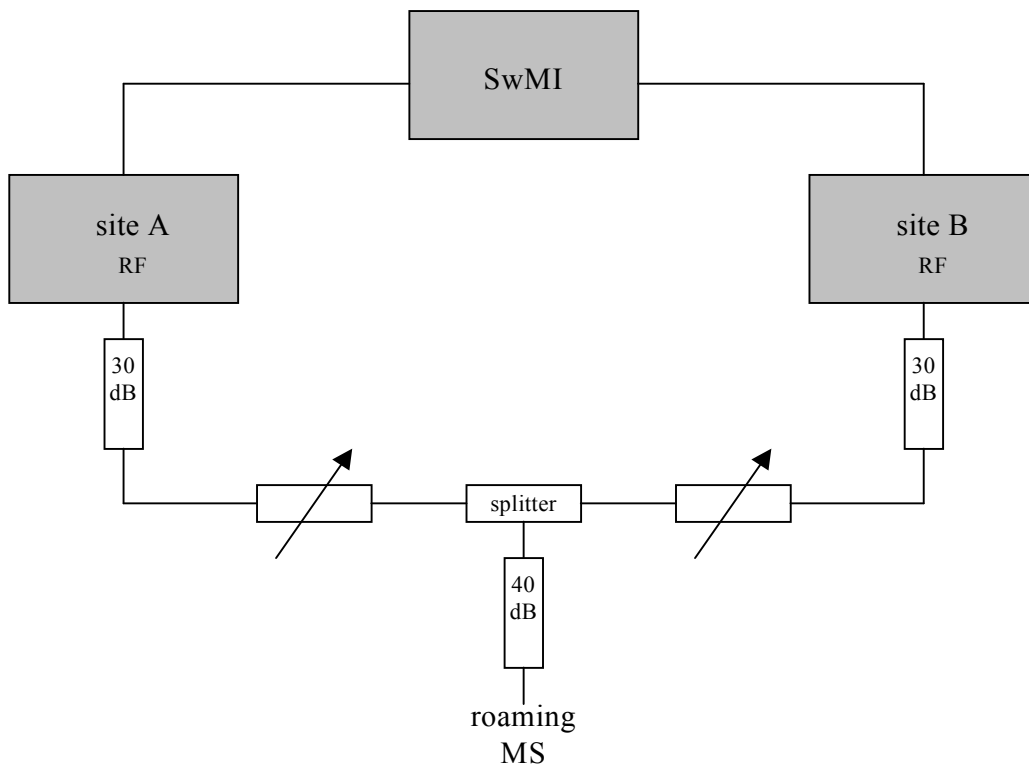 SwMI
site A
RF
site B
RF
30
dB
30
dB
splitter
40
dB
roaming
MS